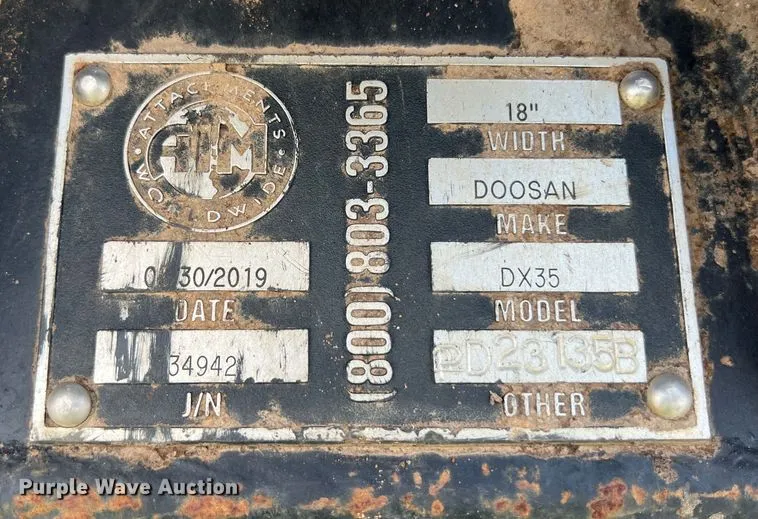 ATTACHMENTS
WORLDWIDE
30/2019
DATE
34942
J/N
(800) 803-3365
18"
WIDTH
DOOSAN
MAKE
DX35
MODEL
D23135B
OTHER
Purple Wave Auction